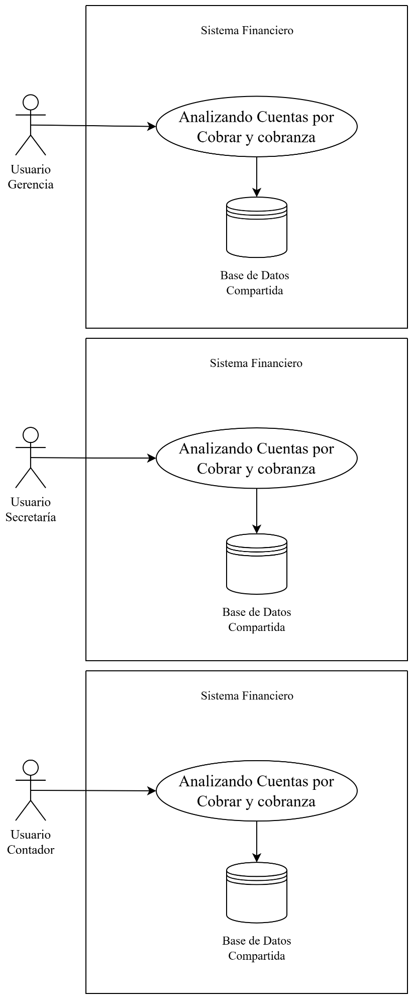 Sistema Financiero
Analizando Cuentas por
Cobrar y cobranza
Usuario
Gerencia
Base de Datos
Compartida
Sistema Financiero
Analizando Cuentas por
Cobrar y cobranza
Usuario
Secretaría
Base de Datos
Compartida
Sistema Financiero
Analizando Cuentas por
Cobrar y cobranza
Usuario
Contador
Base de Datos
Compartida